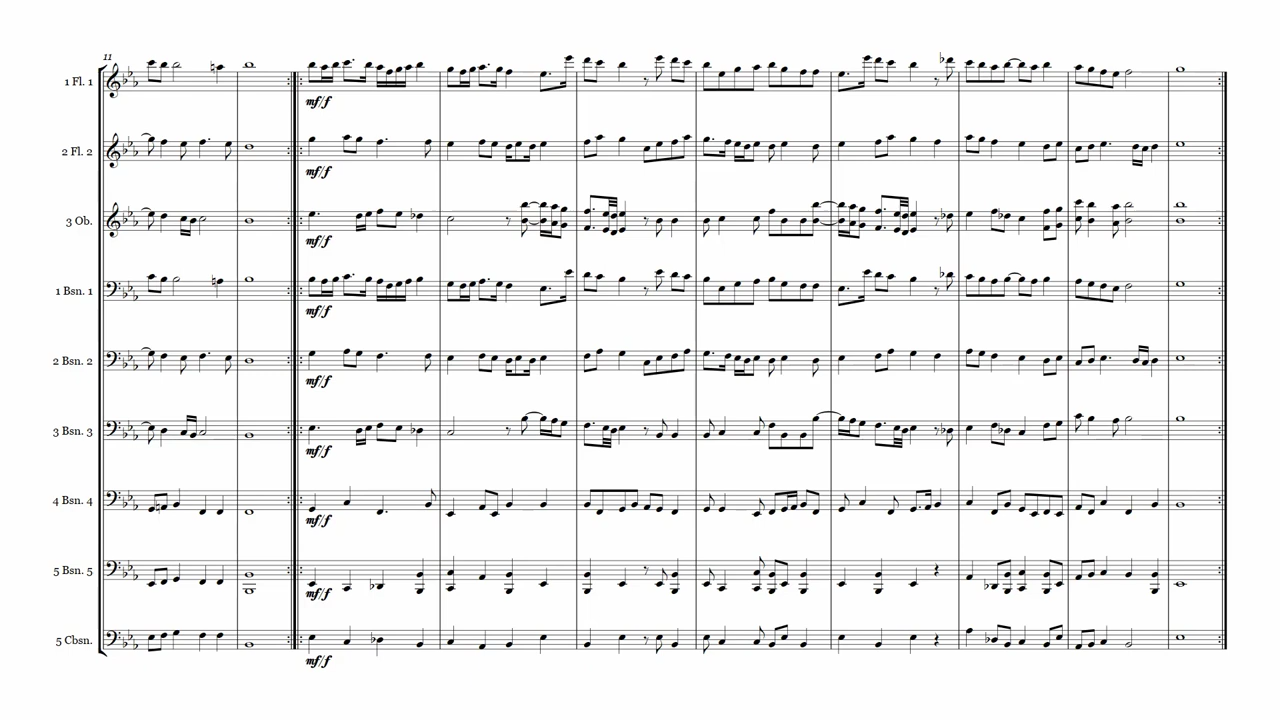 11
1 Fl. 1
mf/f
2 Fl. 2
mf/f
3 Ob.
mf/f
1 Bsn. 1
mf/f
2 Bsn. 2
mf/f
3 Bsn. 3
mf/f
4 Bsn. 4
mf/f
5 Bsn. 5
mf/f
5 Cbsn.
mf/f